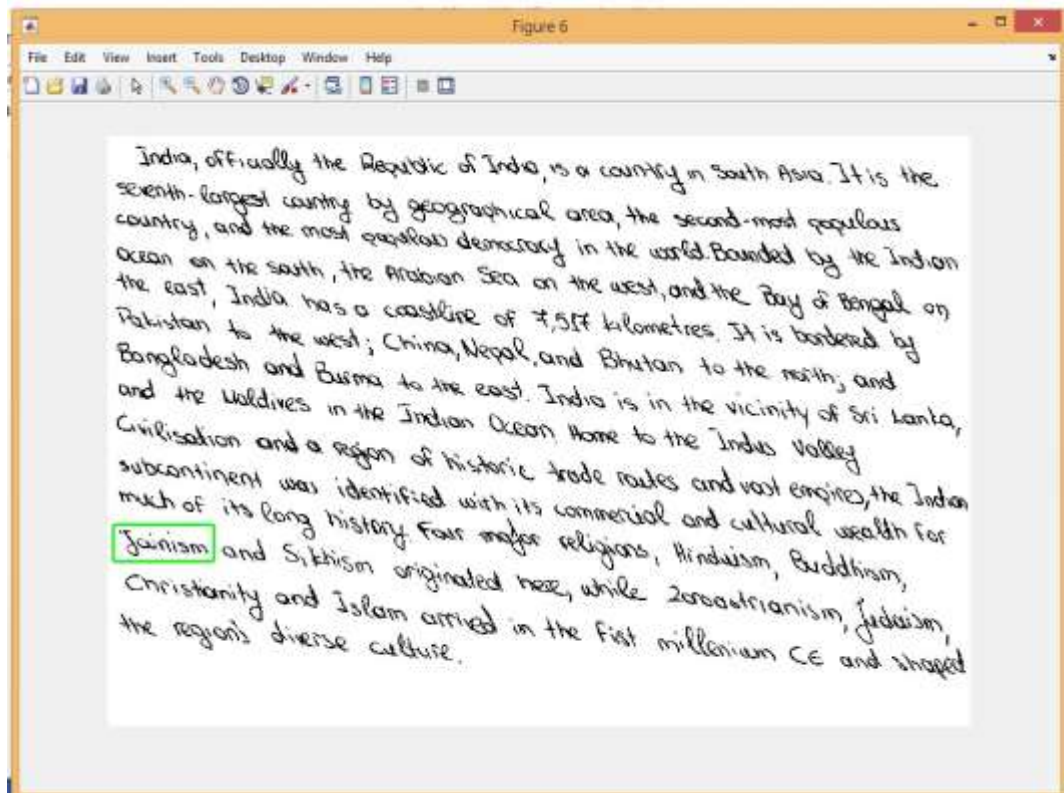 Figure 6
File Edit View Insert Tools Desktop Window Help
India, officially the Republic of India, is a country in South Asia. It is the
seventh-largest country by geographical area, the second-most populous
country, and the most populous democracy in the world. Bounded by the Indian
Ocean on the south, the Arabian Sea on the west, and the Bay of Bengal on
the east, India has a coastline of 7,517 kilometres. It is bordered by
Pakistan to the west; China, Nepal, and Bhutan to the north; and
Bangladesh and Burma to the east. India is in the vicinity of Sri Lanka,
and the Maldives in the Indian Ocean. Home to the Indus Valley
Civilisation and a region of historic trade routes and vast empires, the Indian
subcontinent was identified with its commercial and cultural wealth for
much of its long history. Four major religions, Hinduism, Buddhism,
Jainism and Sikhism originated here, while Zoroastrianism, Judaism,
Christianity and Islam arrived in the fist millenium CE and shaped
the region's diverse culture.